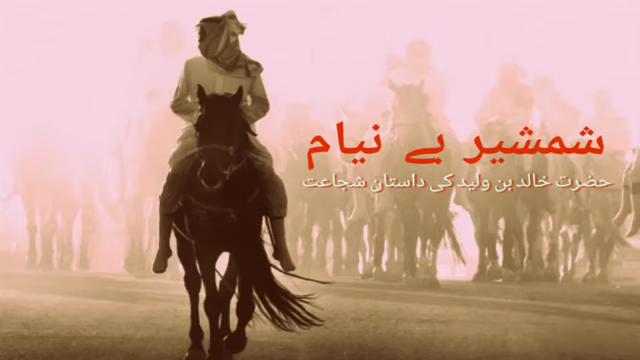 شمشیر بے نیام
حضرت خالد بن ولید کی داستان شجاعت